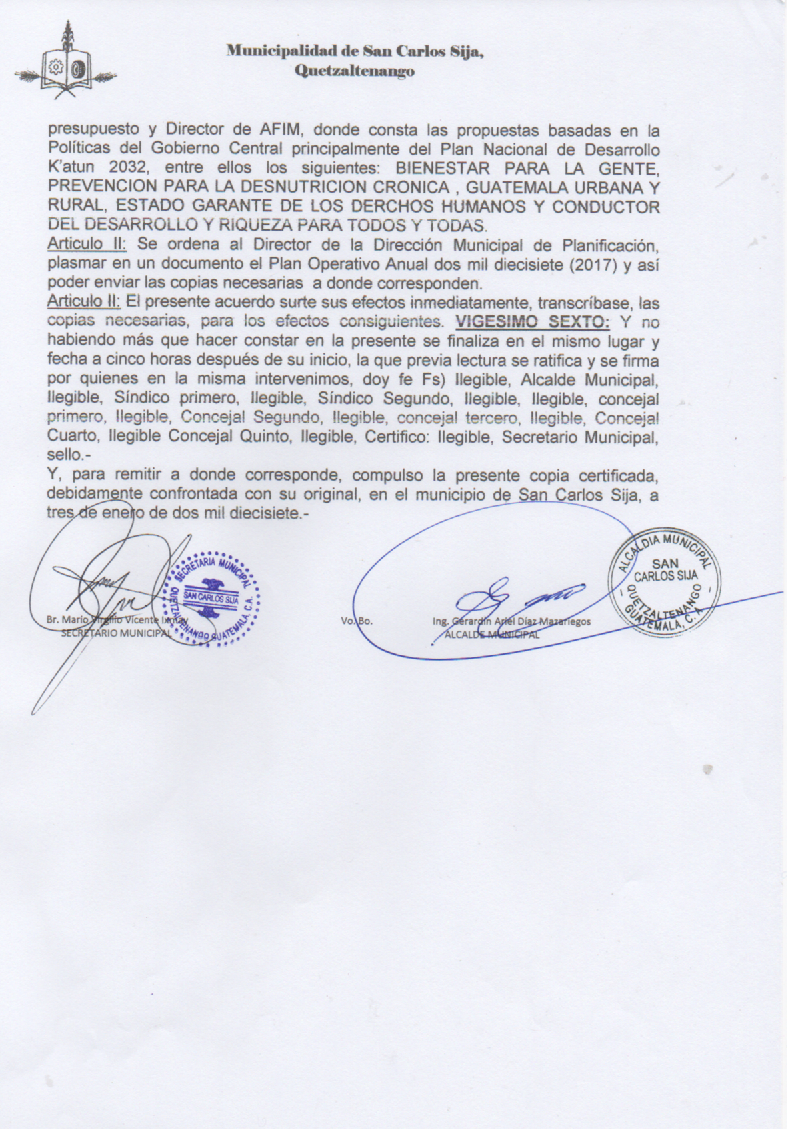 Municipalidad de San Carlos Sija,
Quetzaltenango
presupuesto y Director de AFIM, donde consta las propuestas basadas en la
Políticas del Gobierno Central principalmente del Plan Nacional de Desarrollo
K'atun 2032, entre ellos los siguientes: BIENESTAR PARA LA GENTE,
PREVENCION PARA LA DESNUTRICION CRONICA , GUATEMALA URBANA Y
RURAL, ESTADO GARANTE DE LOS DERCHOS HUMANOS Y CONDUCTOR
DEL DESARROLLO Y RIQUEZA PARA TODOS Y TODAS.
Articulo II: Se ordena al Director de la Dirección Municipal de Planificación,
plasmar en un documento el Plan Operativo Anual dos mil diecisiete (2017) y así
poder enviar las copias necesarias a donde corresponden.
Articulo II: El presente acuerdo surte sus efectos inmediatamente, transcríbase, las
copias necesarias, para los efectos consiguientes. VIGESIMO SEXTO: Y no
habiendo más que hacer constar en la presente se finaliza en el mismo lugar y
fecha a cinco horas después de su inicio, la que previa lectura se ratifica y se firma
por quienes en la misma intervenimos, doy fe Fs) Ilegible, Alcalde Municipal,
Ilegible, Síndico primero, Ilegible, Síndico Segundo, Ilegible, Ilegible, concejal
primero, Ilegible, Concejal Segundo, Ilegible, concejal tercero, Ilegible, Concejal
Cuarto, Ilegible Concejal Quinto, Ilegible, Certifico: Ilegible, Secretario Municipal,
sello.-
Y, para remitir a donde corresponde, compulso la presente copia certificada,
debidamente confrontada con su original, en el municipio de San Carlos Sija, a
tres de enero de dos mil diecisiete.-
SECRETARIA MUNICIPAL
SAN CARLOS SIJA
QUETZALTENANGO GUATEMALA, C.A.
ALCALDIA MUNICIPAL
SAN
CARLOS SIJA
QUETZALTENANGO
GUATEMALA, C.A.
Br. Mario Virgilio Vicente
SECRETARIO MUNICIPAL
Vo. Bo.
Ing. Gerardin Ariel Díaz Mazariegos
ALCALDE MUNICIPAL